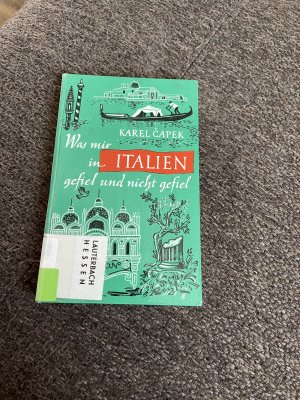 KAREL ČAPEK
Was mir
in ITALIEN
gefiel und nicht gefiel
LAUTERBACH
HESSEN